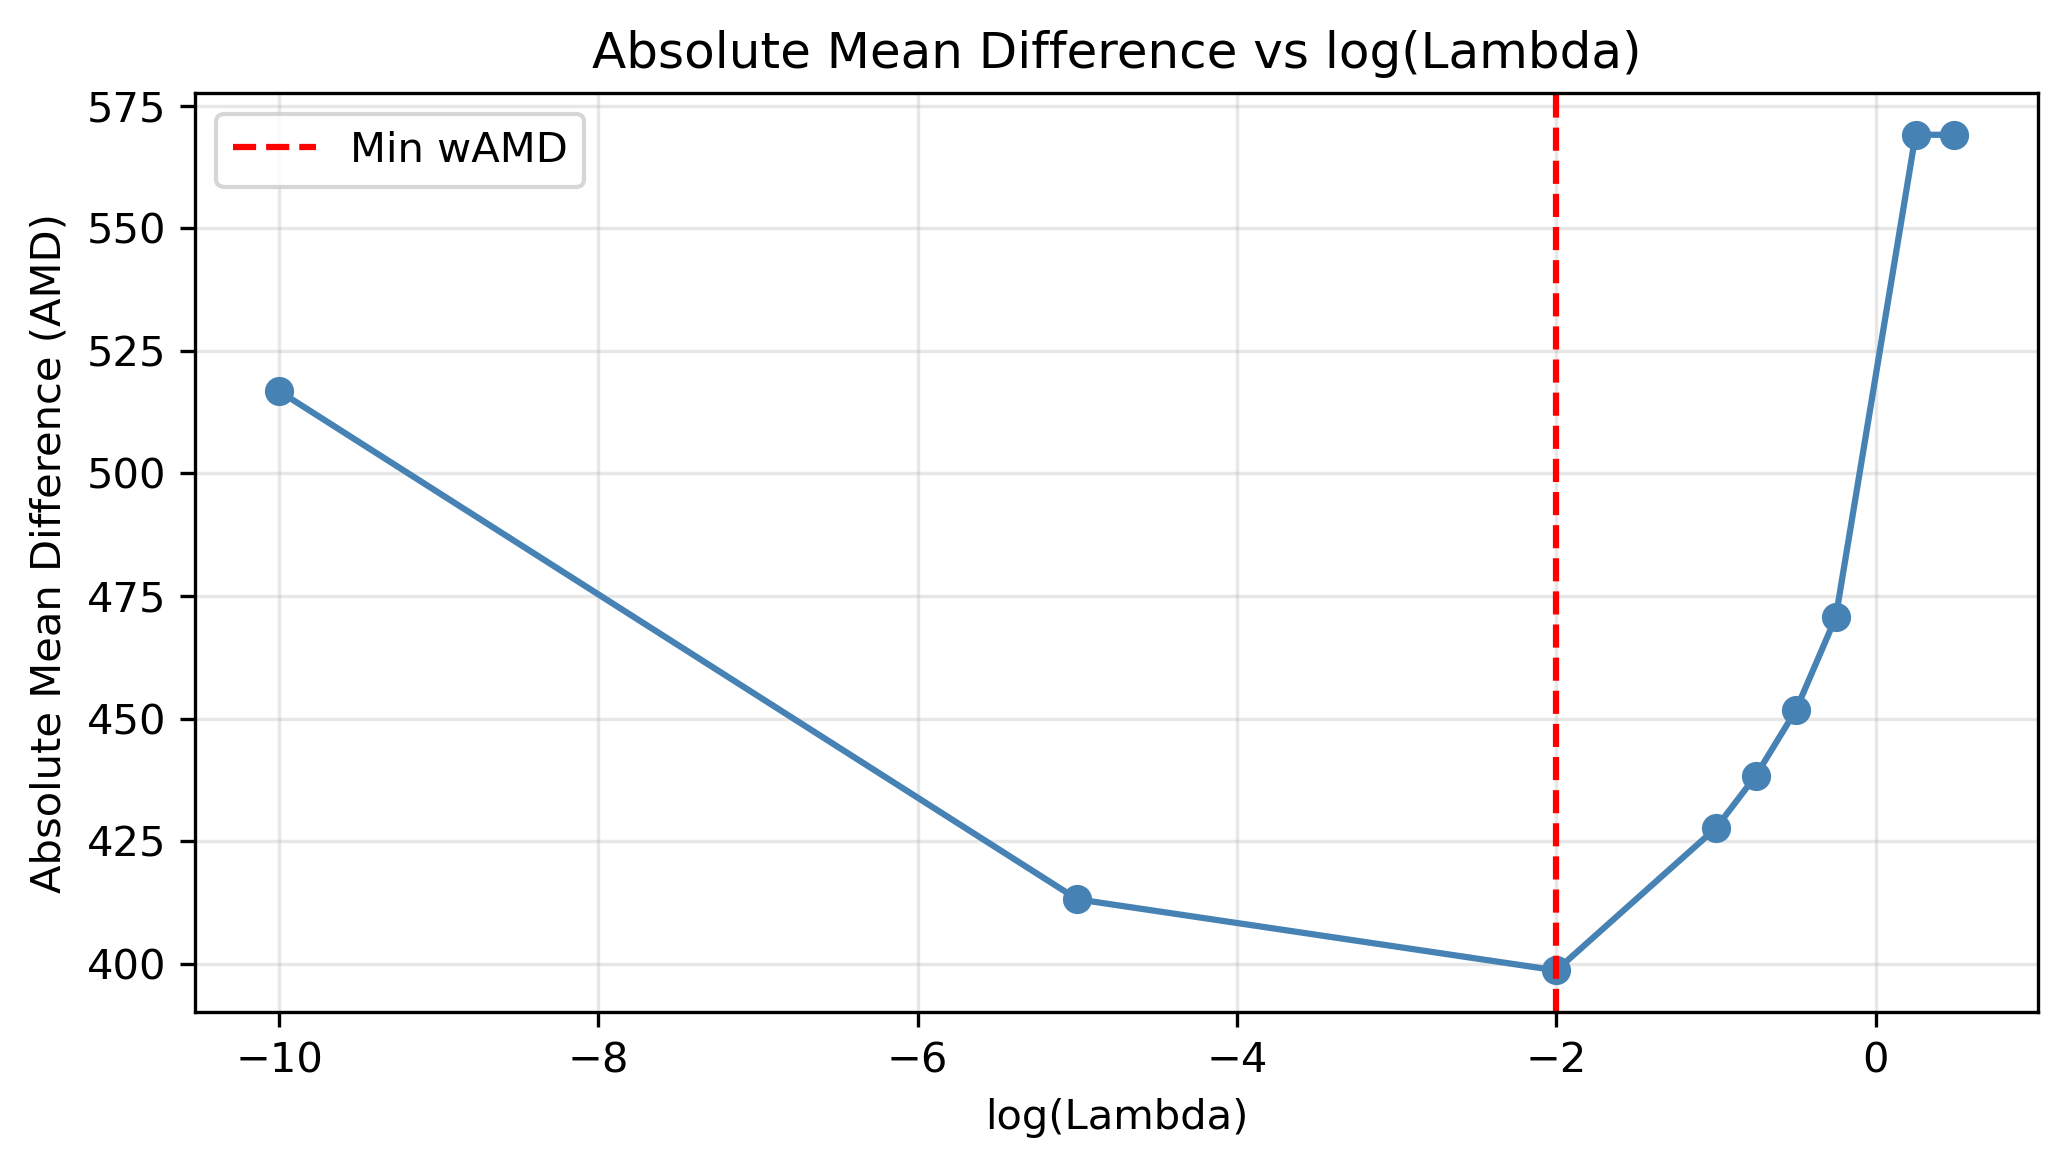 Absolute Mean Difference vs log(Lambda)
Min wAMD
Absolute Mean Difference (AMD)
575
550
525
500
475
450
425
400
−10 −8 −6 −4 −2 0
log(Lambda)